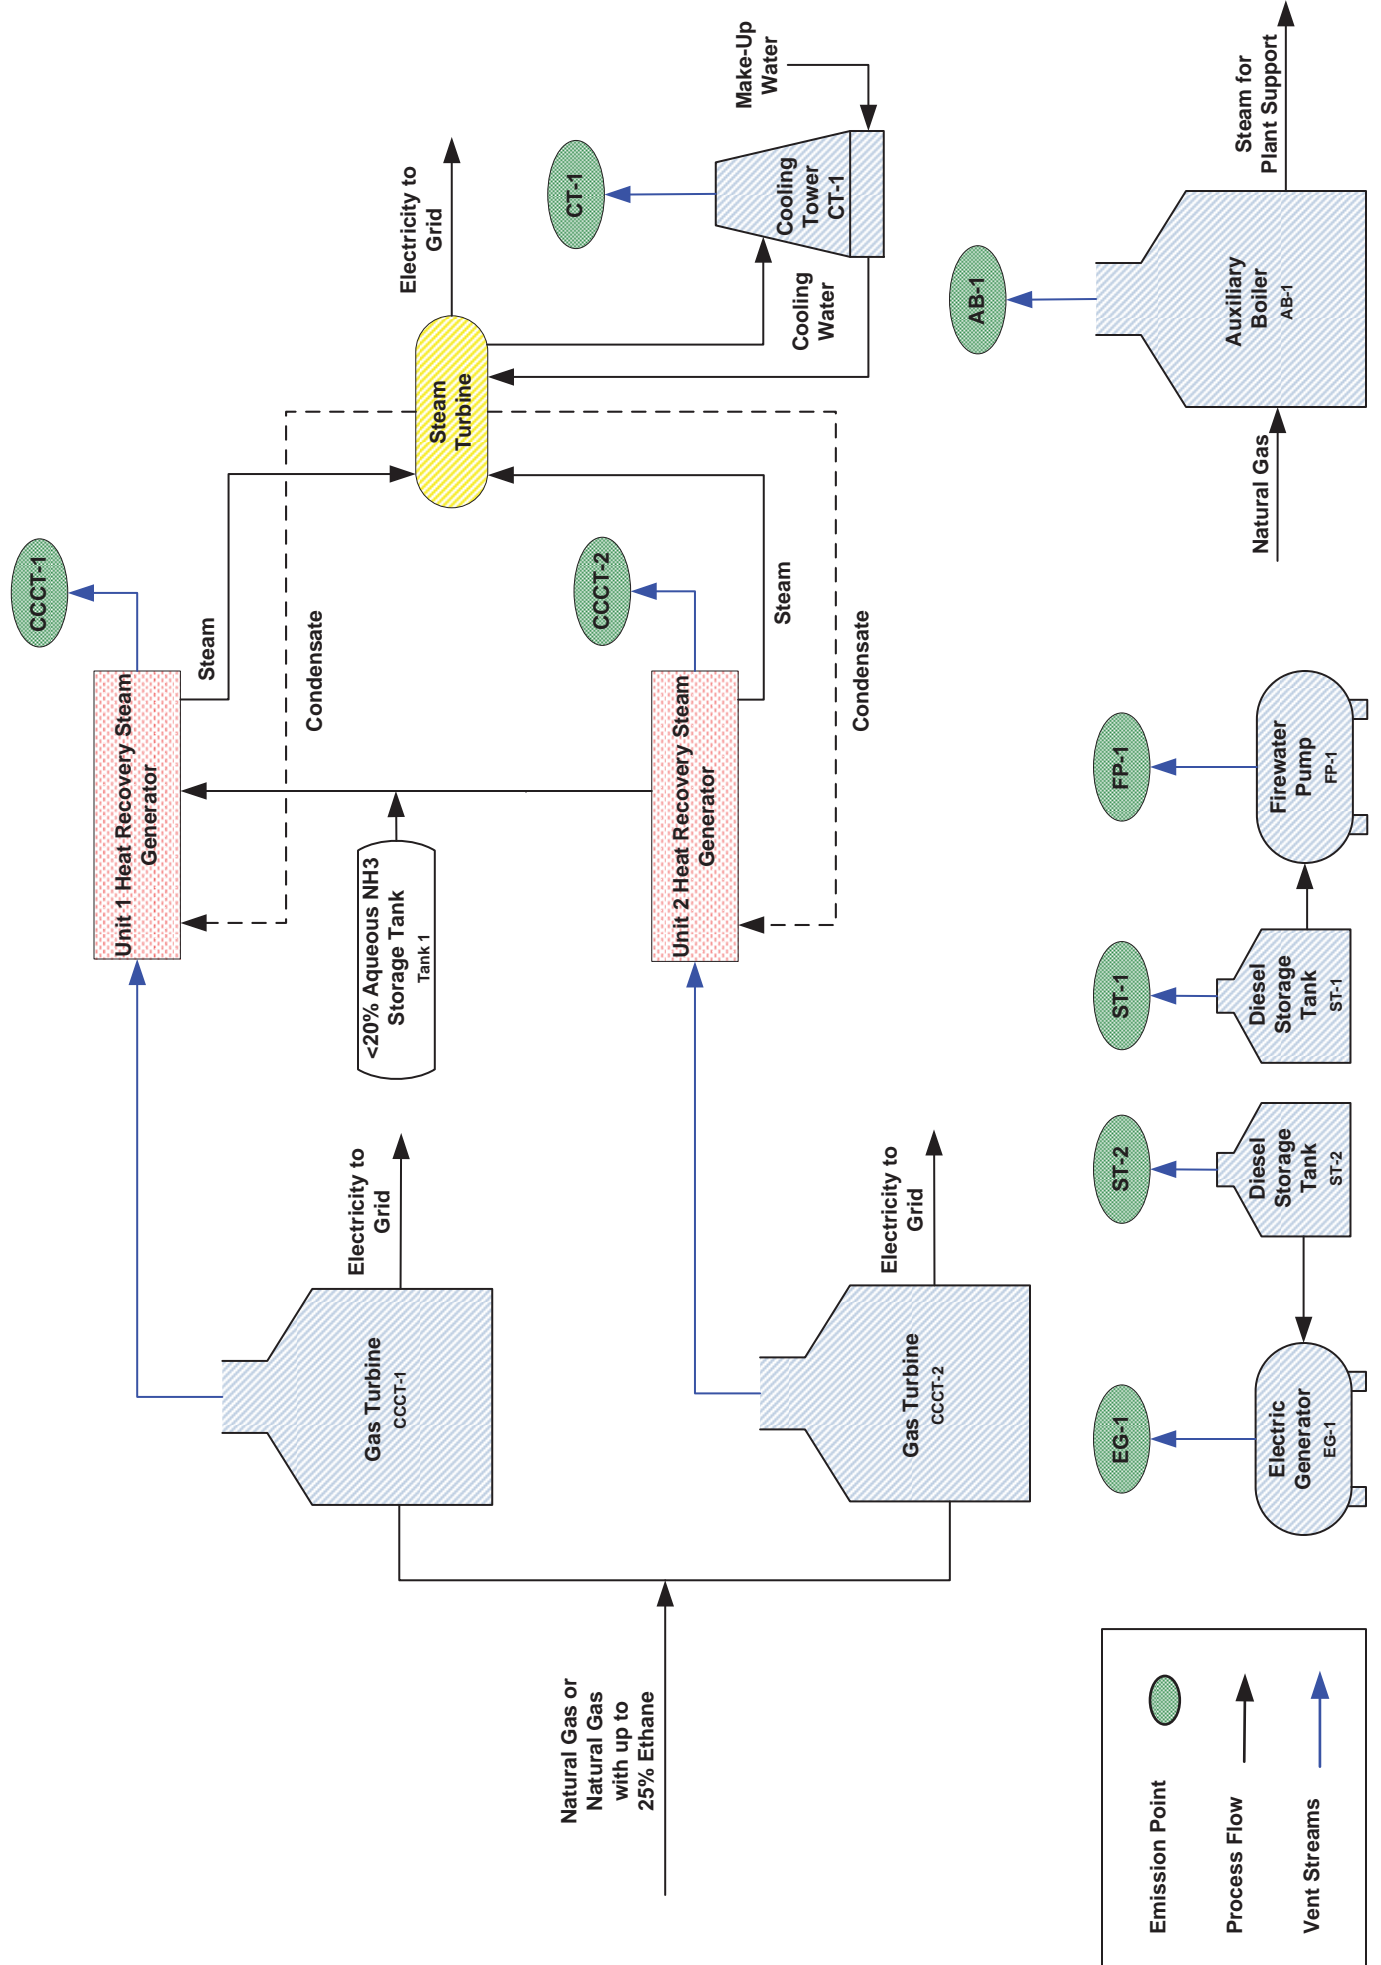 Natural Gas or
Natural Gas
with up to
25% Ethane
Gas Turbine
CCCT-1
Electricity to
Grid
Unit 1 Heat Recovery Steam
Generator
CCCT-1
Steam
Condensate
<20% Aqueous NH3
Storage Tank
Tank 1
Gas Turbine
CCCT-2
Electricity to
Grid
Unit 2 Heat Recovery Steam
Generator
CCCT-2
Steam
Condensate
Steam
Turbine
Electricity to
Grid
Cooling
Water
CT-1
Cooling
Tower
CT-1
Make-Up
Water
EG-1
Electric
Generator
EG-1
ST-2
Diesel
Storage
Tank
ST-2
ST-1
Diesel
Storage
Tank
ST-1
FP-1
Firewater
Pump
FP-1
Natural Gas
AB-1
Auxiliary
Boiler
AB-1
Steam for
Plant Support
Emission Point
Process Flow
Vent Streams